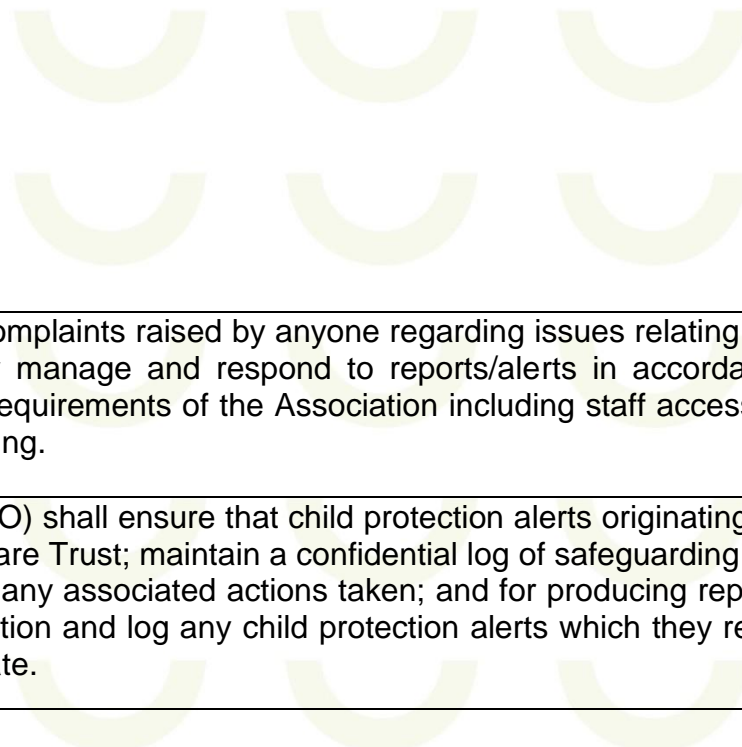 omplaints raised by anyone regarding issues relating
manage and respond to reports/alerts in accorda
equirements of the Association including staff access
ng.
O) shall ensure that child protection alerts originating
are Trust; maintain a confidential log of safeguarding
any associated actions taken; and for producing rep
tion and log any child protection alerts which they re
te.